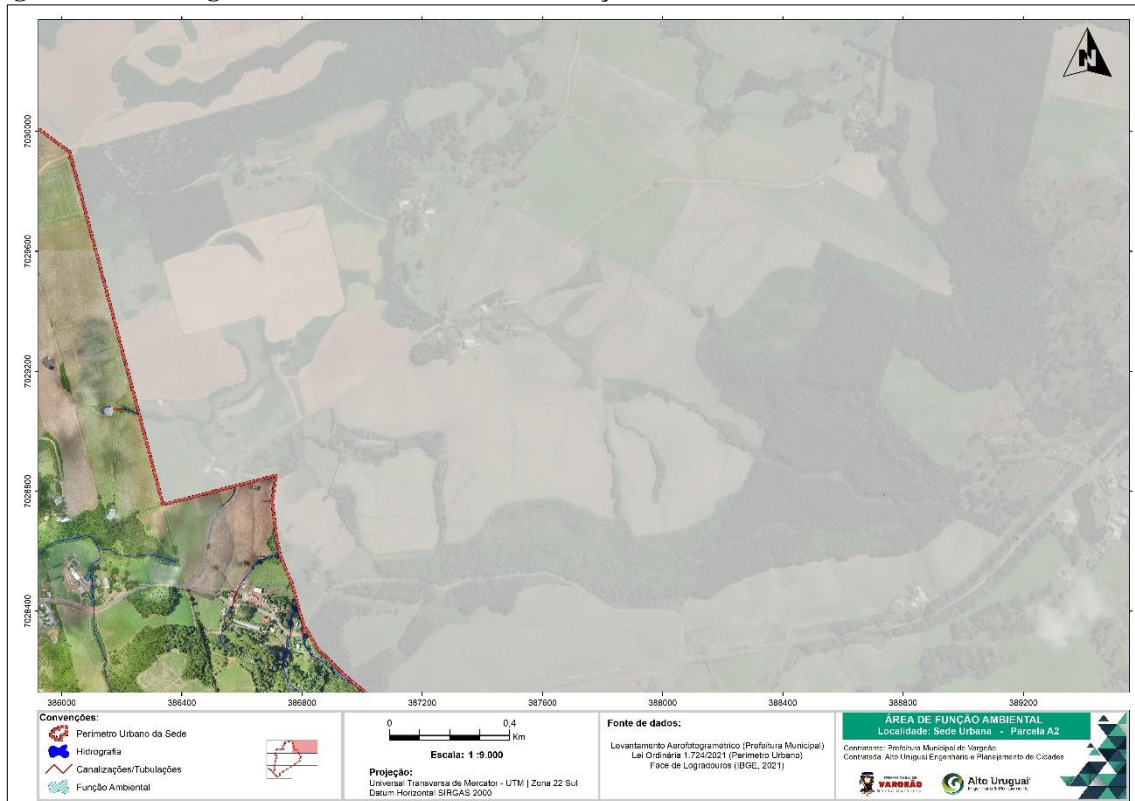 N
7030000
7029600
7029200
7028800
7028400
386000 386400 386800 387200 387600 388000 388400 388800 389200
Convenções:
Perimetro Urbano da Sede
Hidrografia
Canalizações/Tubulações
Função Ambiental
0 0,4
Km
Escala: 1 :9.000
Projeção:
Universal Transversa de Mercator - UTM | Zona 22 Sul
Datum Horizontal SIRGAS 2000
Fonte de dados:
Levantamento Aerofotogramétrico (Prefeitura Municipal)
Lei Ordinária 1.724/2021 (Perímetro Urbano)
Face de Logradouros (IBGE, 2021)
ÁREA DE FUNÇÃO AMBIENTAL
Localidade: Sede Urbana - Parcela A2
Contratante: Prefeitura Municipal de Vargeão
Contratada: Alto Uruguai Engenharia e Planejamento de Cidades
VARGEÃO
Alto Uruguai
Engenharia & Planejamento